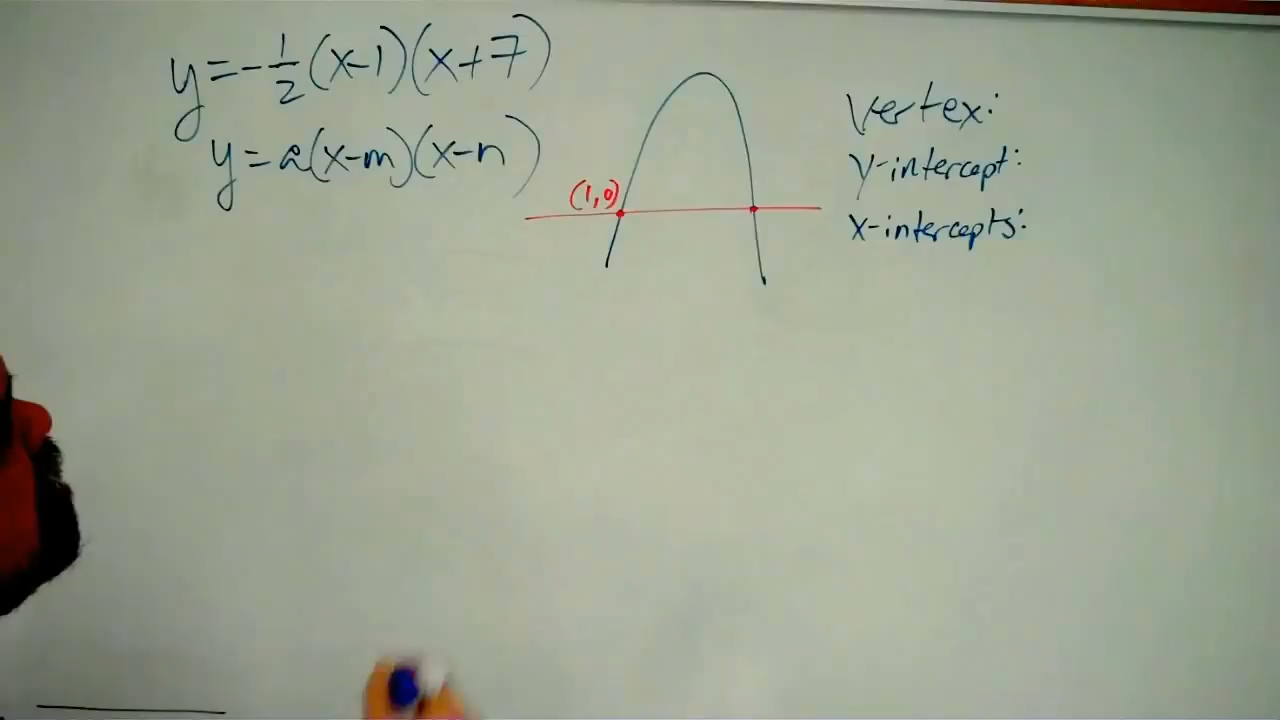 y=-1/2(x-1)(x+7)
y=a(x-m)(x-n)
(1,0)
Vertex:
y-intercept:
x-intercepts: